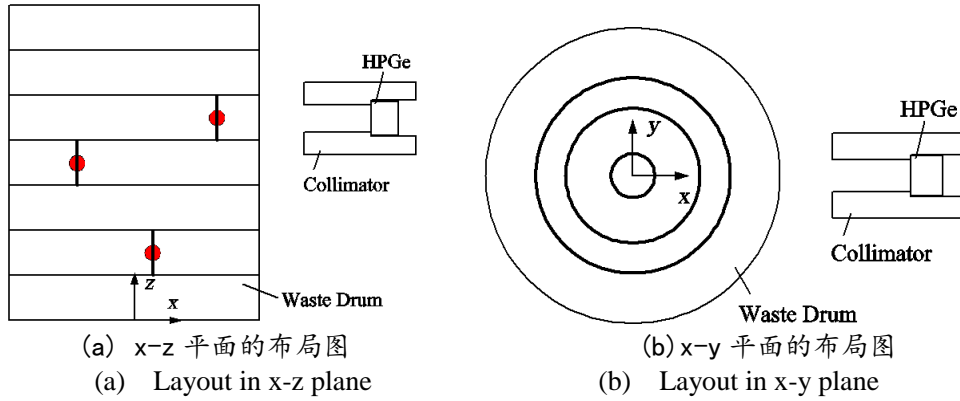 HPGe
Collimator
z
x
Waste Drum
(a) x-z 平面的布局图
(a) Layout in x-z plane
y
x
HPGe
Collimator
Waste Drum
(b) x-y 平面的布局图
(b) Layout in x-y plane